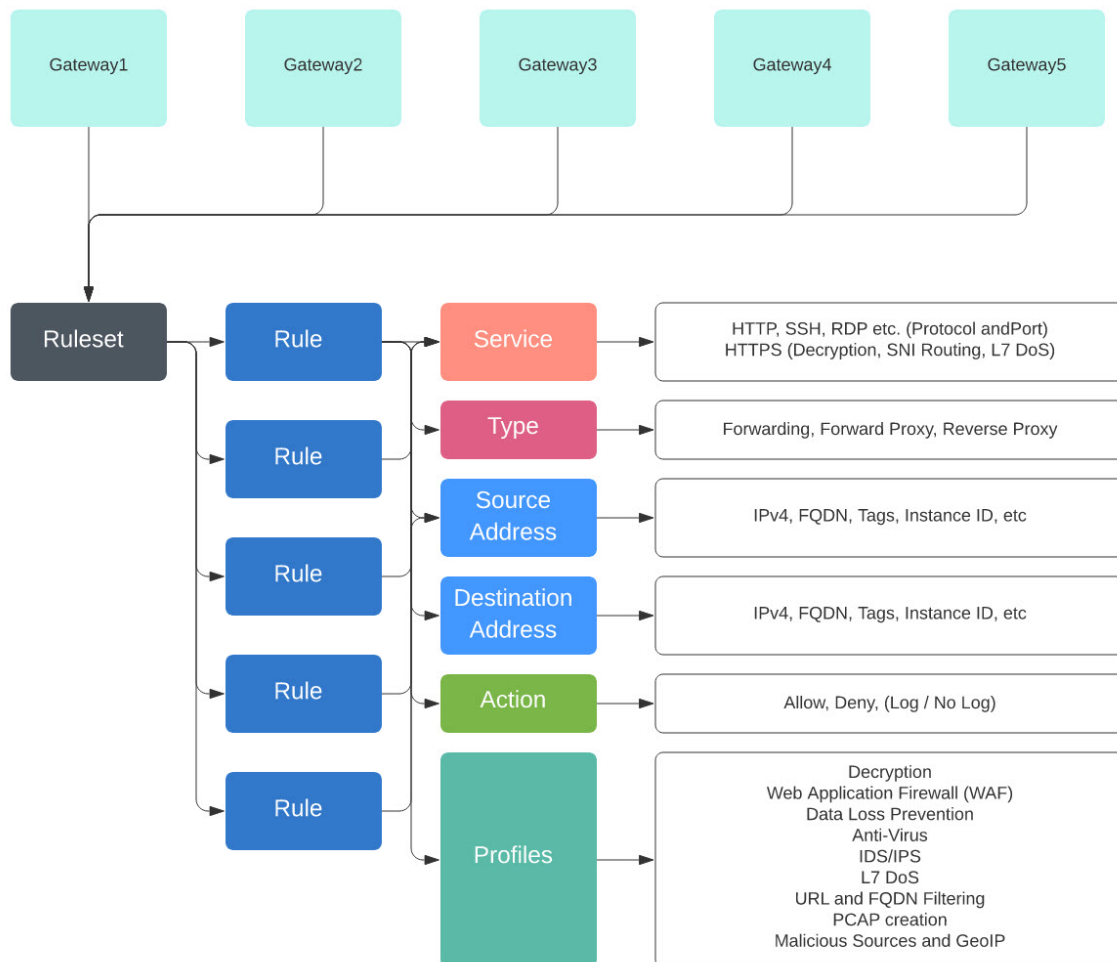 Gateway1
Gateway2
Gateway3
Gateway4
Gateway5
Ruleset
Rule
Service
HTTP, SSH, RDP etc. (Protocol andPort)
HTTPS (Decryption, SNI Routing, L7 DoS)
Rule
Type
Forwarding, Forward Proxy, Reverse Proxy
Source
Address
IPv4, FQDN, Tags, Instance ID, etc
Rule
Destination
Address
IPv4, FQDN, Tags, Instance ID, etc
Rule
Action
Allow, Deny, (Log / No Log)
Rule
Profiles
Decryption
Web Application Firewall (WAF)
Data Loss Prevention
Anti-Virus
IDS/IPS
L7 DoS
URL and FQDN Filtering
PCAP creation
Malicious Sources and GeoIP